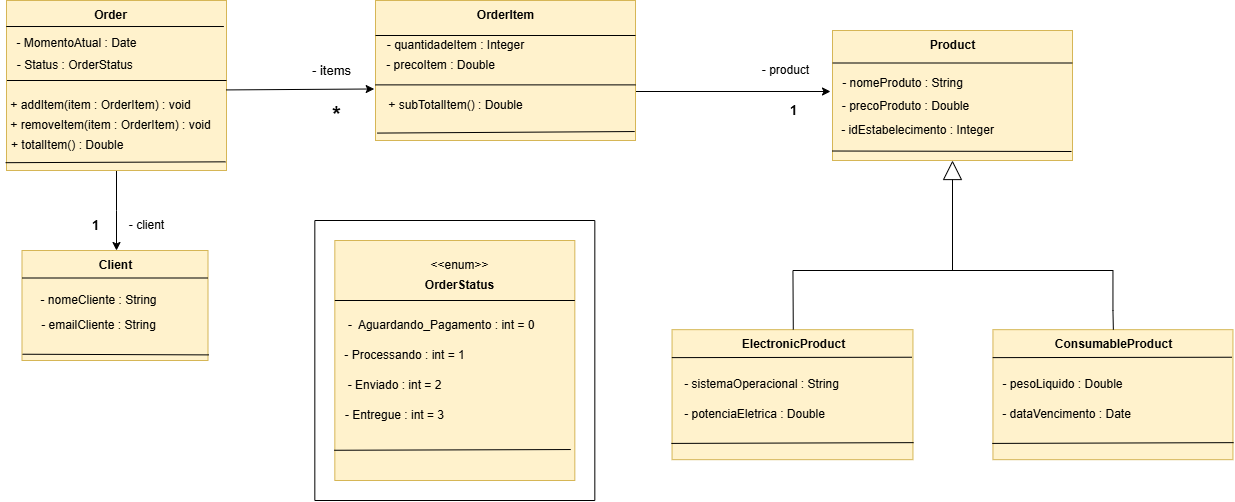 Order
- MomentoAtual : Date
- Status : OrderStatus
+ addItem(item : OrderItem) : void
+ removeItem(item : OrderItem) : void
+ totalItem() : Double
- items
*
OrderItem
- quantidadeItem : Integer
- precoItem : Double
+ subTotalItem() : Double
- product
1
Product
- nomeProduto : String
- precoProduto : Double
- idEstabelecimento : Integer
1
- client
Client
- nomeCliente : String
- emailCliente : String
<<enum>>
OrderStatus
- Aguardando_Pagamento : int = 0
- Processando : int = 1
- Enviado : int = 2
- Entregue : int = 3
ElectronicProduct
- sistemaOperacional : String
- potenciaEletrica : Double
ConsumableProduct
- pesoLiquido : Double
- dataVencimento : Date